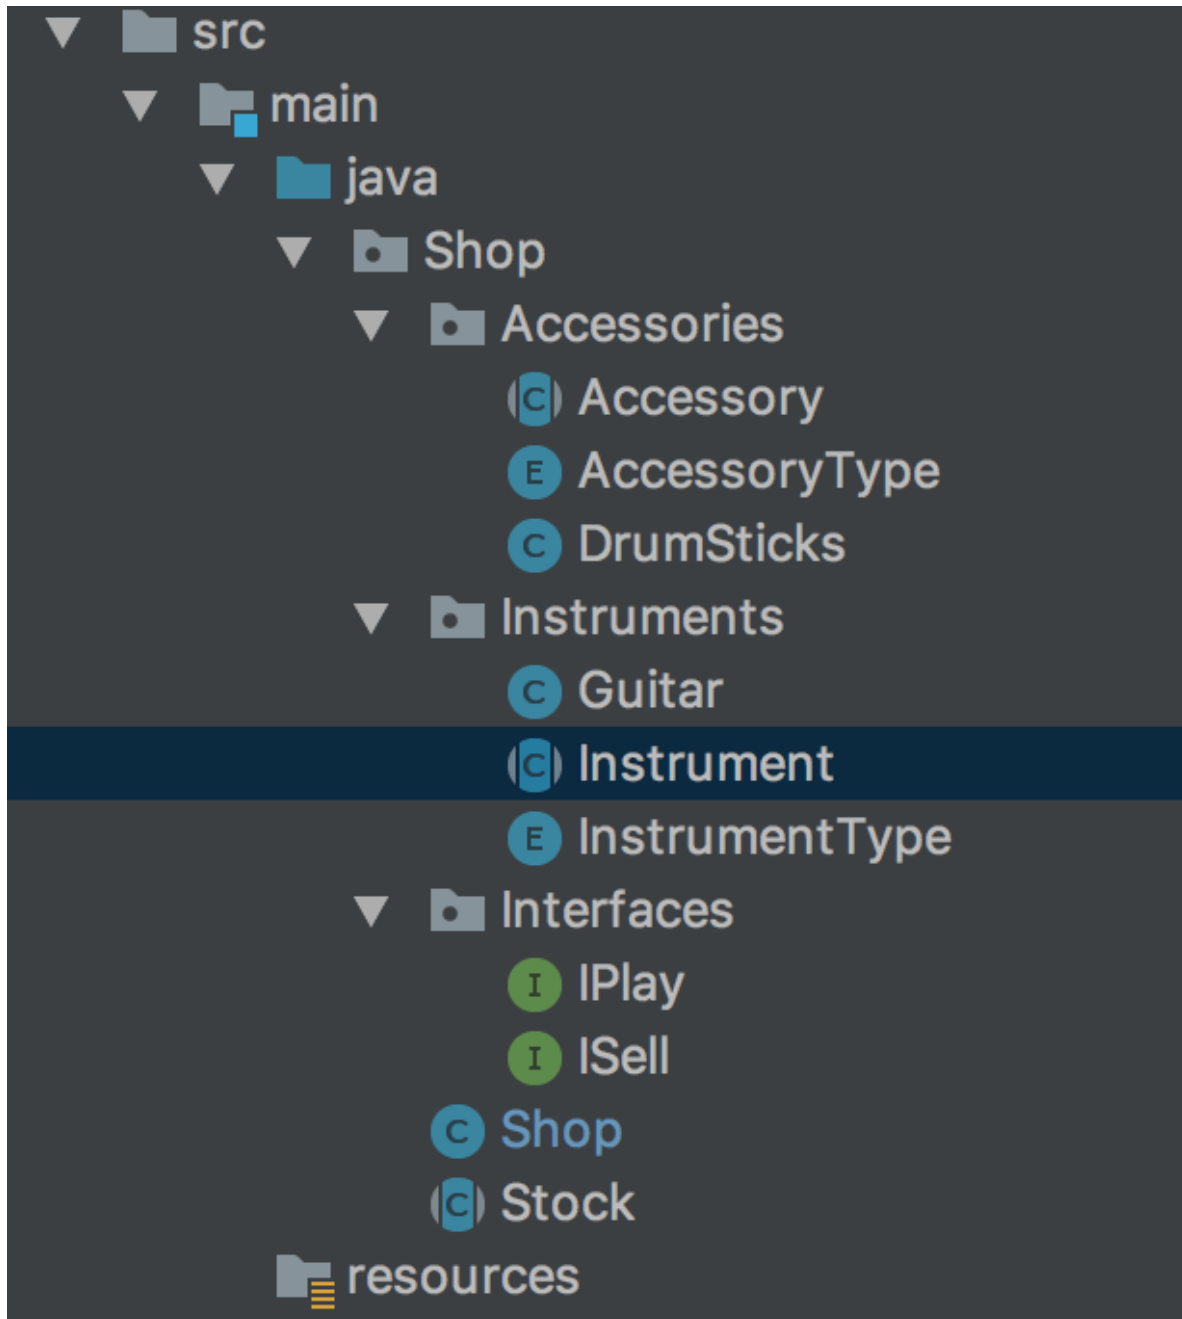 src
main
java
Shop
Accessories
C Accessory
E AccessoryType
C DrumSticks
Instruments
C Guitar
C Instrument
E InstrumentType
Interfaces
I IPlay
I ISell
C Shop
C Stock
resources